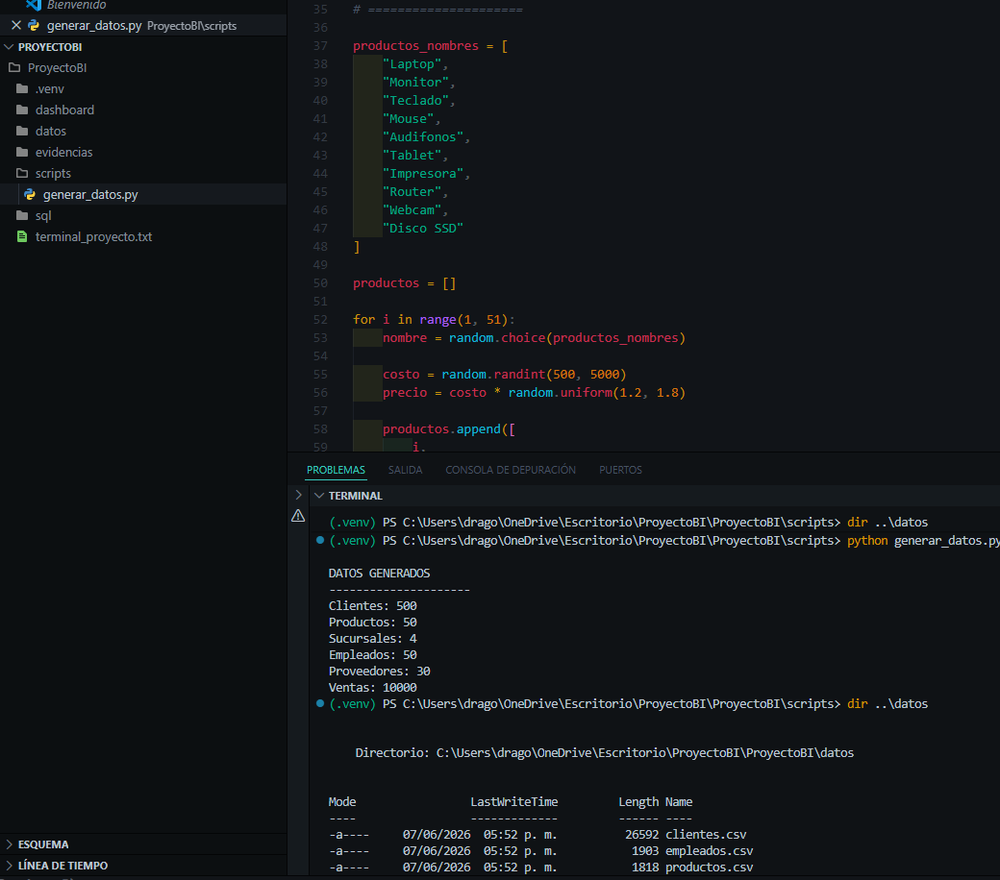 Bienvenido
generar_datos.py ProyectoBI\scripts
PROYECTOBI
ProyectoBI
.venv
dashboard
datos
evidencias
scripts
generar_datos.py
sql
terminal_proyecto.txt
ESQUEMA
LÍNEA DE TIEMPO
35 # =====================
36
37 productos_nombres = [
38 "Laptop",
39 "Monitor",
40 "Teclado",
41 "Mouse",
42 "Audifonos",
43 "Tablet",
44 "Impresora",
45 "Router",
46 "Webcam",
47 "Disco SSD"
48 ]
49
50 productos = []
51
52 for i in range(1, 51):
53 nombre = random.choice(productos_nombres)
54
55 costo = random.randint(500, 5000)
56 precio = costo * random.uniform(1.2, 1.8)
57
58 productos.append([
59 i,
PROBLEMAS SALIDA CONSOLA DE DEPURACIÓN PUERTOS
TERMINAL
(.venv) PS C:\Users\drago\OneDrive\Escritorio\ProyectoBI\ProyectoBI\scripts> dir ..\datos
(.venv) PS C:\Users\drago\OneDrive\Escritorio\ProyectoBI\ProyectoBI\scripts> python generar_datos.py
DATOS GENERADOS
----------------------
Clientes: 500
Productos: 50
Sucursales: 4
Empleados: 50
Proveedores: 30
Ventas: 10000
(.venv) PS C:\Users\drago\OneDrive\Escritorio\ProyectoBI\ProyectoBI\scripts> dir ..\datos
Directorio: C:\Users\drago\OneDrive\Escritorio\ProyectoBI\ProyectoBI\datos
Mode LastWriteTime Length Name
---- ------------- ------ ----
-a---- 07/06/2026 05:52 p. m. 26592 clientes.csv
-a---- 07/06/2026 05:52 p. m. 1903 empleados.csv
-a---- 07/06/2026 05:52 p. m. 1818 productos.csv